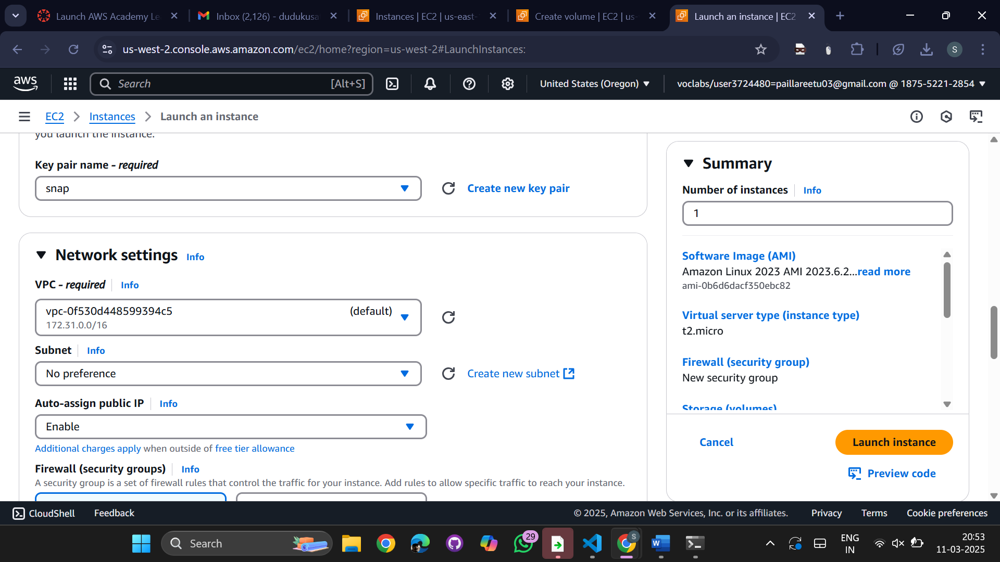 Launch AWS Academy Le
Inbox (2,126) - dudukusa
Instances | EC2 | us-east-
Create volume | EC2 | us-
Launch an instance | EC2
us-west-2.console.aws.amazon.com/ec2/home?region=us-west-2#LaunchInstances:
S
aws
Search
[Alt+S]
United States (Oregon)
voclabs/user3724480=paillareetu03@gmail.com @ 1875-5221-2854
EC2
Instances
Launch an instance
you launch the instance.
Key pair name - required
snap
Create new key pair
Network settings Info
VPC - required Info
vpc-0f530d448599394c5 (default)
172.31.0.0/16
Subnet Info
No preference
Create new subnet
Auto-assign public IP Info
Enable
Additional charges apply when outside of free tier allowance
Firewall (security groups) Info
A security group is a set of firewall rules that control the traffic for your instance. Add rules to allow specific traffic to reach your instance.
Summary
Number of instances Info
1
Software Image (AMI)
Amazon Linux 2023 AMI 2023.6.2...read more
ami-0b6d6dacf350ebc82
Virtual server type (instance type)
t2.micro
Firewall (security group)
New security group
Storage (volumes)
Cancel
Launch instance
Preview code
CloudShell
Feedback
© 2025, Amazon Web Services, Inc. or its affiliates.
Privacy
Terms
Cookie preferences
Search
29
S
W
ENG
IN
20:53
11-03-2025